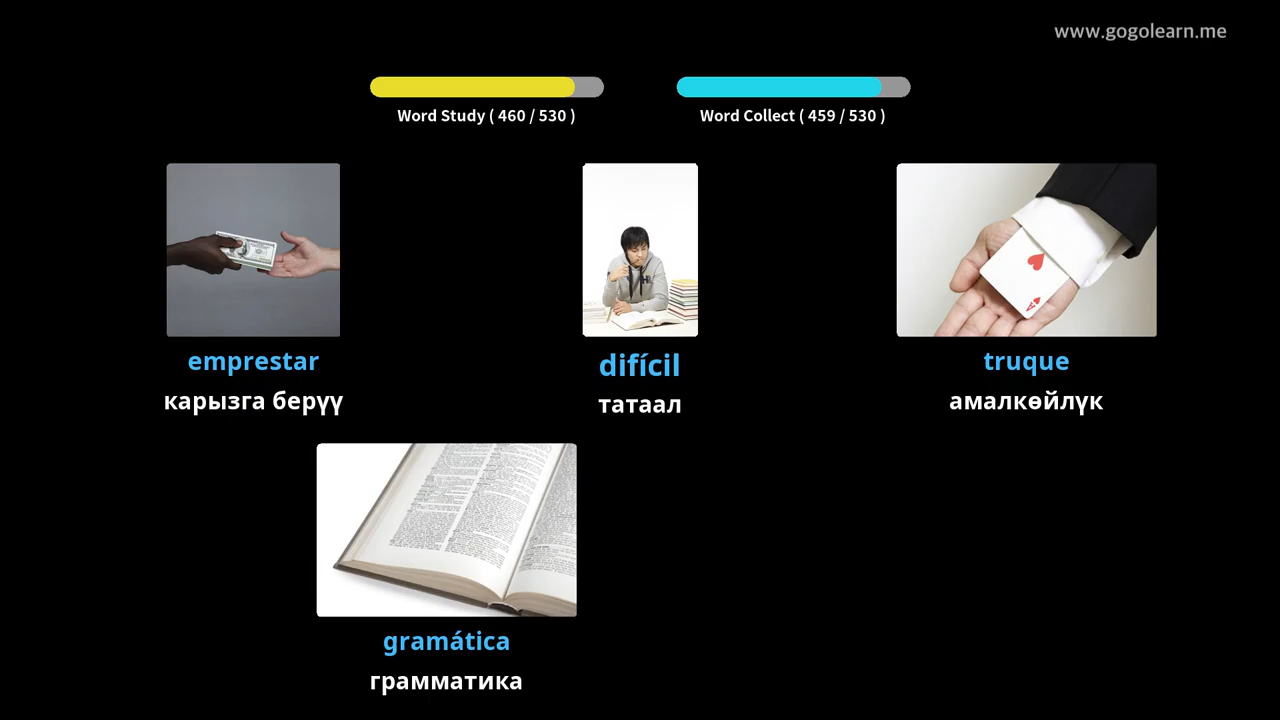 www.gogolearn.me
Word Study ( 460 / 530 )
Word Collect ( 459 / 530 )
emprestar
карызга берүү
difícil
татаал
truque
амалкөйлүк
gramática
грамматика